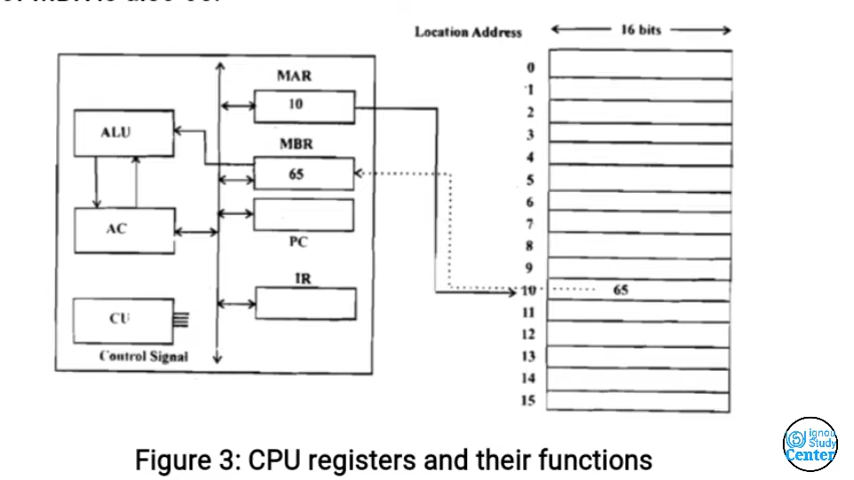 Location Address
16 bits
MAR
10
ALU
MBR
65
AC
PC
IR
CU
Control Signal
0
1
2
3
4
5
6
7
8
9
10
65
11
12
13
14
15
ignou
Study
Center
Figure 3: CPU registers and their functions